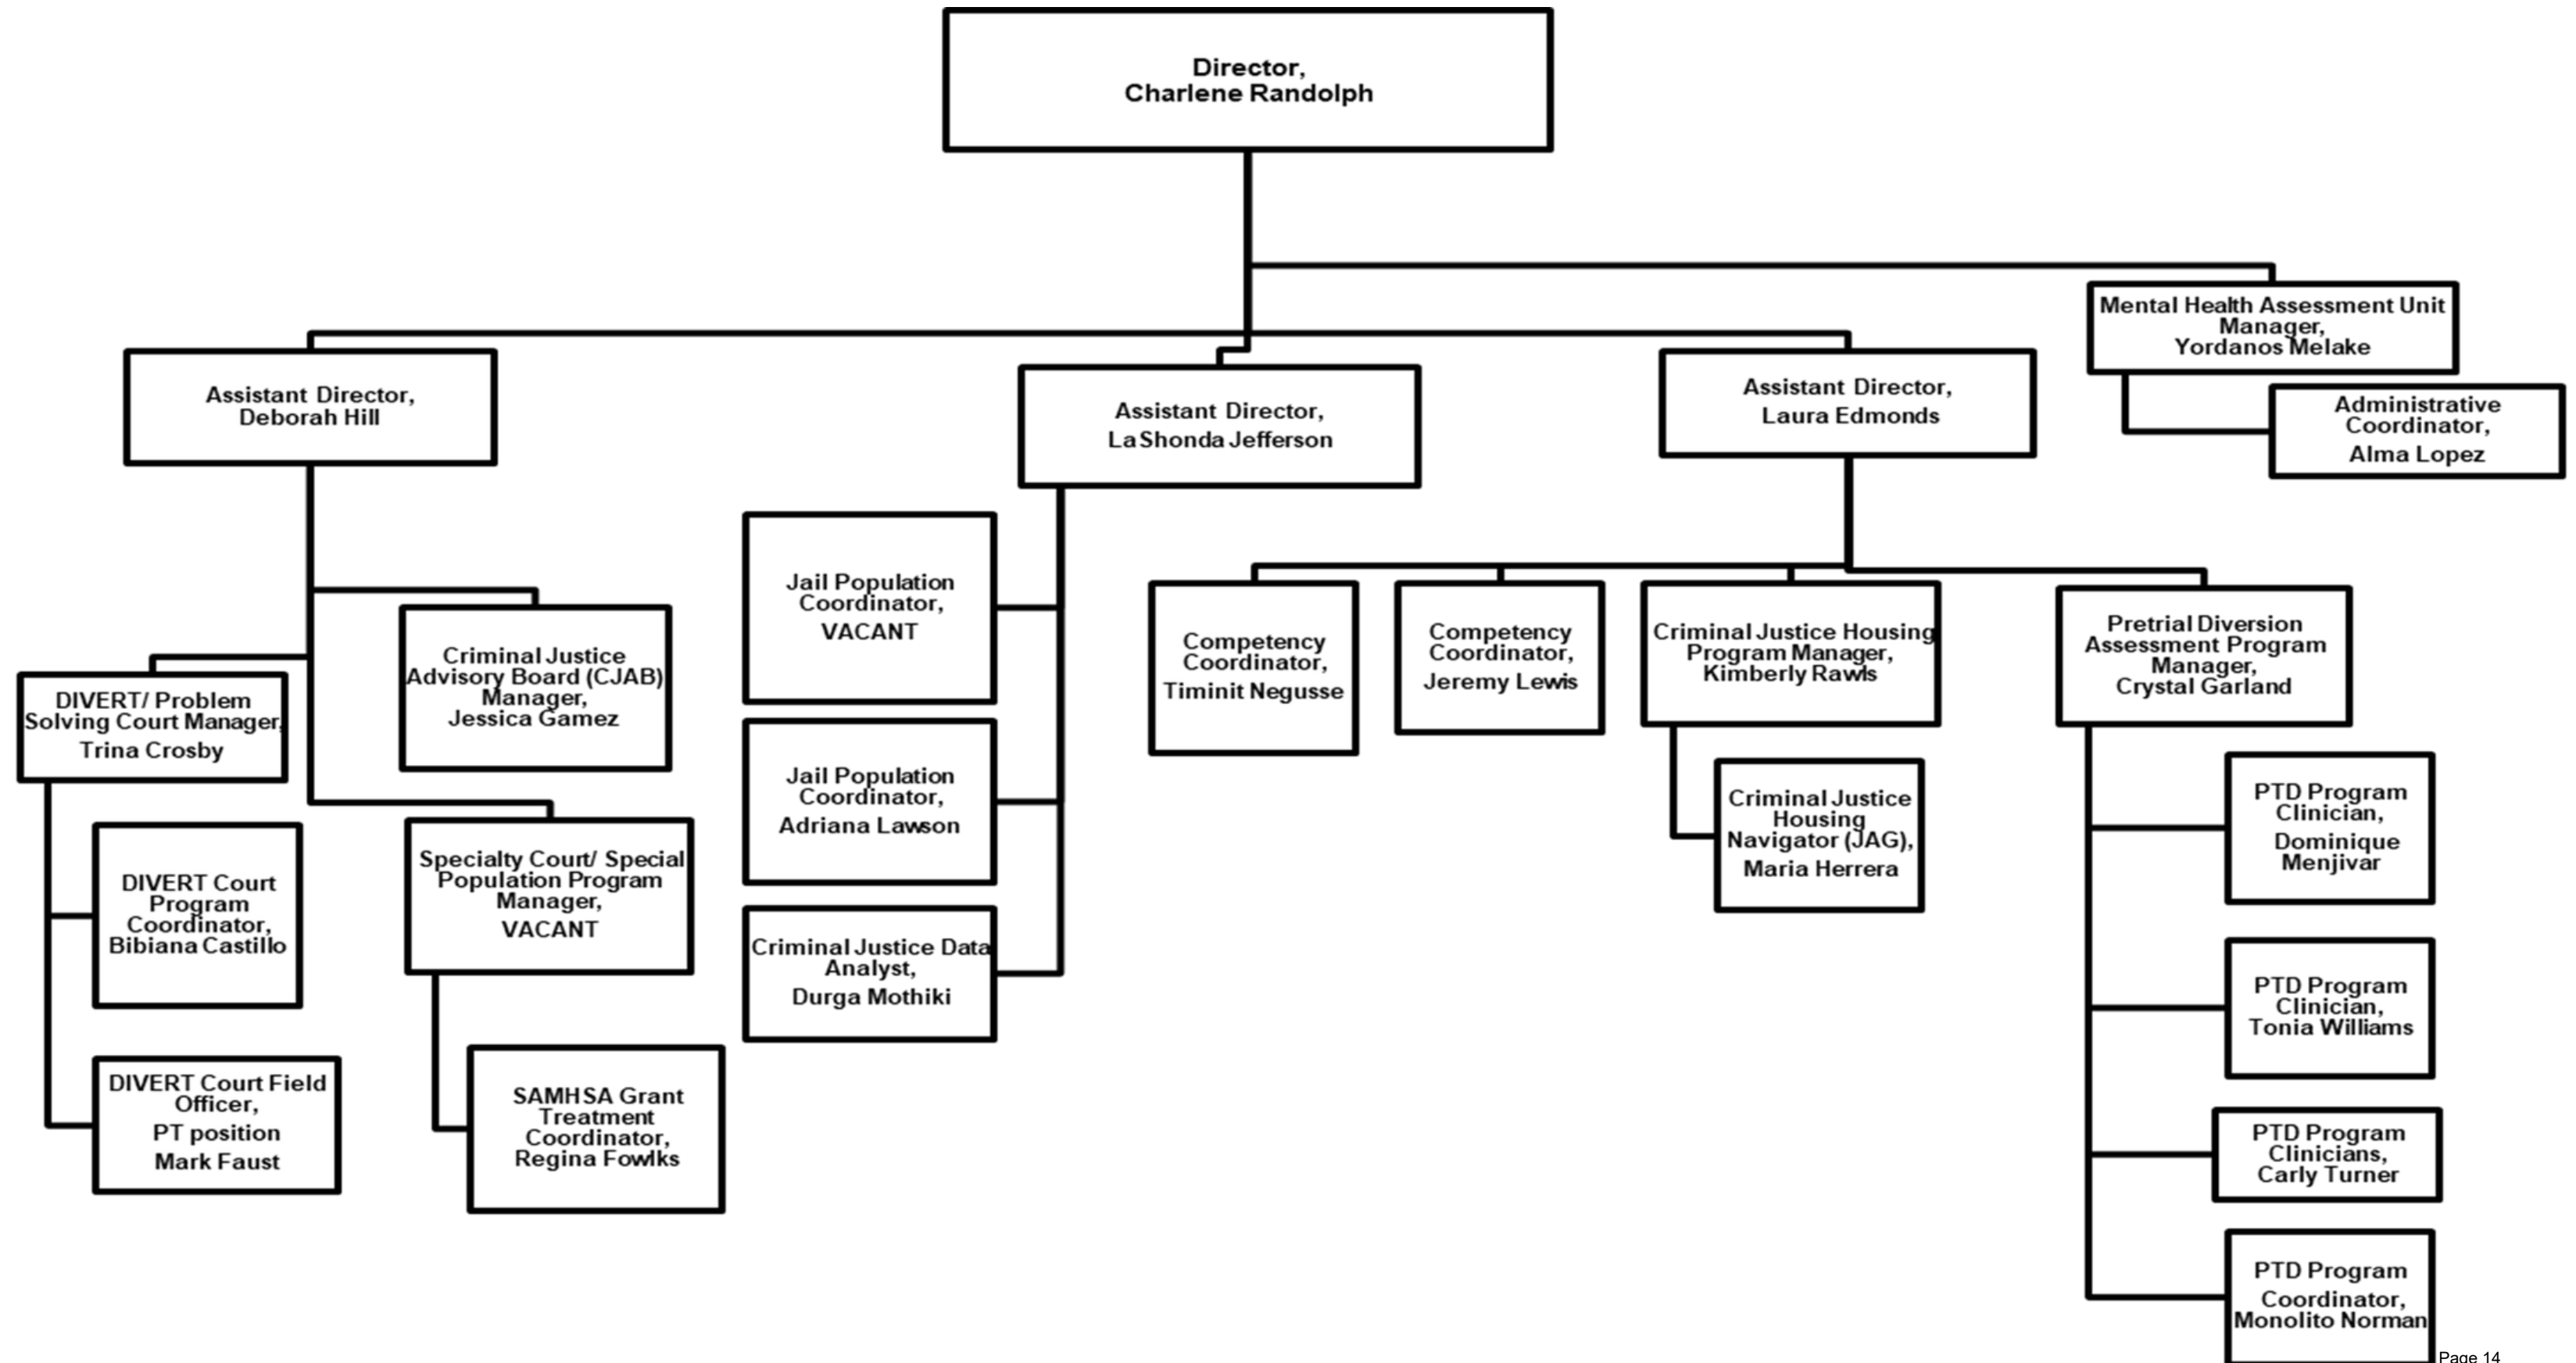 Director,
Charlene Randolph
Mental Health Assessment Unit
Manager,
Yordanos Melake
Administrative
Coordinator,
Alma Lopez
Assistant Director,
Deborah Hill
Assistant Director,
LaShonda Jefferson
Assistant Director,
Laura Edmonds
DIVERT/ Problem
Solving Court Manager,
Trina Crosby
DIVERT Court
Program
Coordinator,
Bibiana Castillo
DIVERT Court Field
Officer,
PT position
Mark Faust
Criminal Justice
Advisory Board (CJAB)
Manager,
Jessica Gamez
Specialty Court/ Special
Population Program
Manager,
VACANT
SAMHSA Grant
Treatment
Coordinator,
Regina Fowlks
Jail Population
Coordinator,
VACANT
Jail Population
Coordinator,
Adriana Lawson
Criminal Justice Data
Analyst,
Durga Mothiki
Competency
Coordinator,
Timinit Negusse
Competency
Coordinator,
Jeremy Lewis
Criminal Justice Housing
Program Manager,
Kimberly Rawls
Criminal Justice
Housing
Navigator (JAG),
Maria Herrera
Pretrial Diversion
Assessment Program
Manager,
Crystal Garland
PTD Program
Clinician,
Dominique
Menjivar
PTD Program
Clinician,
Tonia Williams
PTD Program
Clinicians,
Carly Turner
PTD Program
Coordinator,
Monolito Norman
Page 14